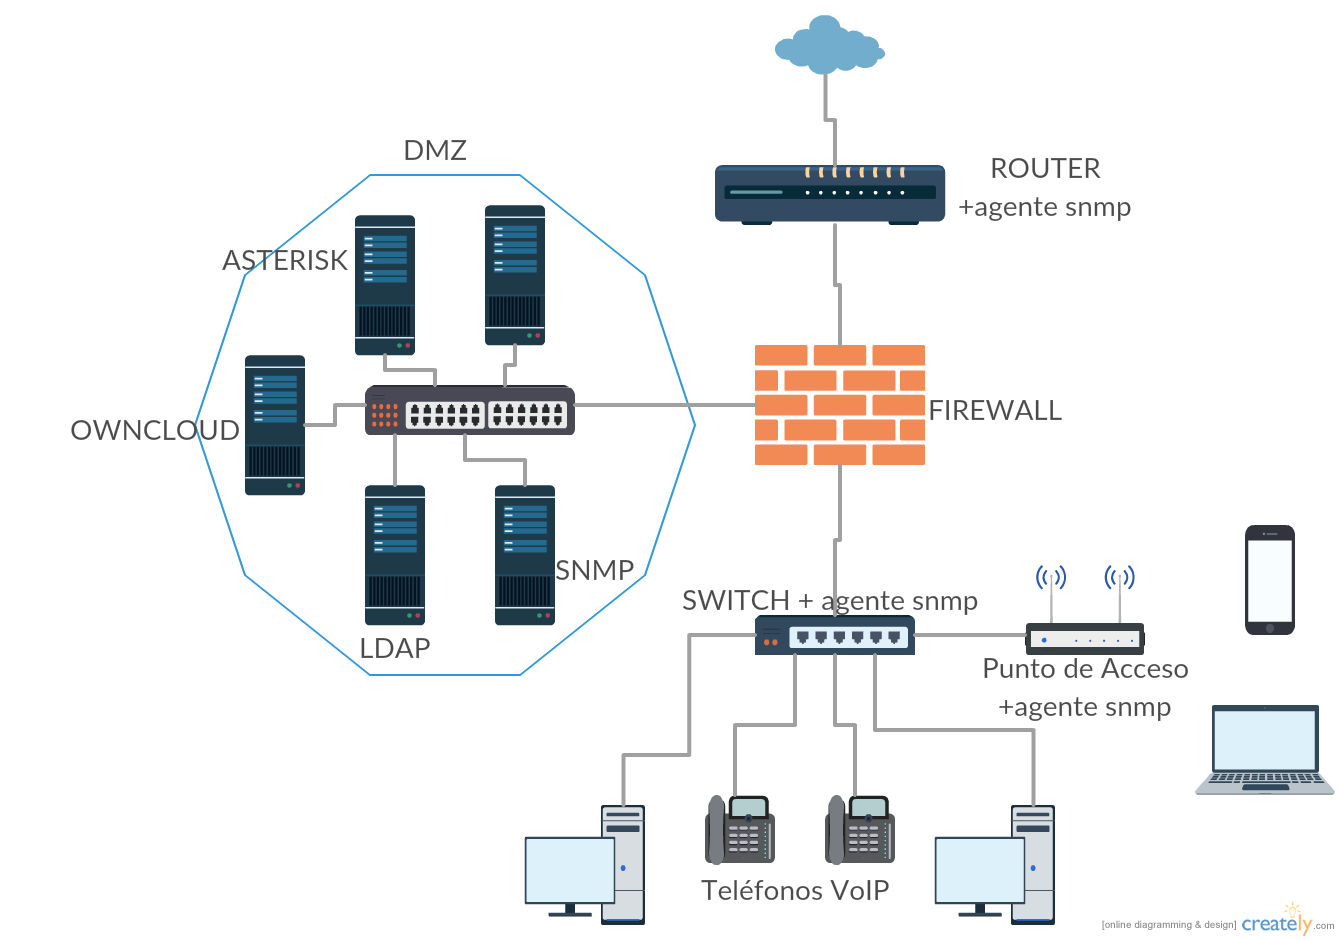 DMZ
ROUTER
+agente snmp
ASTERISK
FIREWALL
OWNCLOUD
SNMP
LDAP
SWITCH + agente snmp
Punto de Acceso
+agente snmp
Teléfonos VoIP
[online diagramming & design] creately.com